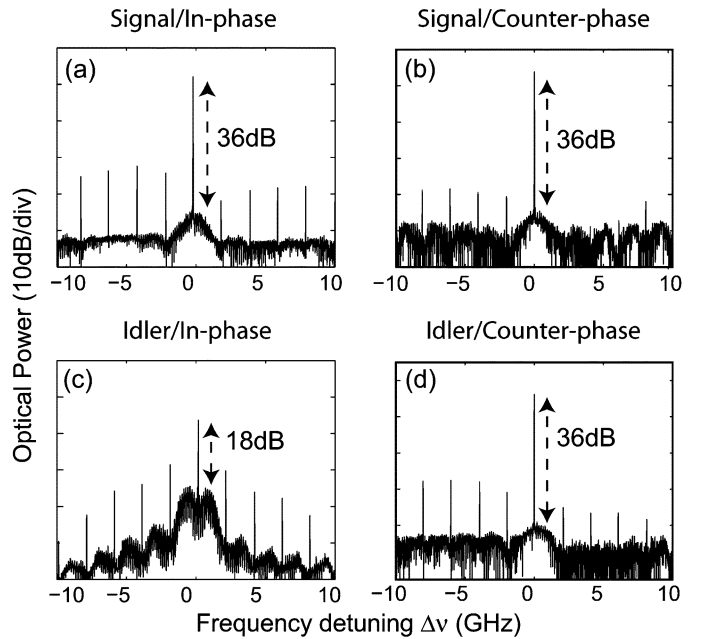 Signal/In-phase
Signal/Counter-phase
(a)
36dB
(b)
36dB
−10
−5
0
5
10
−10
−5
0
5
10
Optical Power (10dB/div)
Idler/In-phase
Idler/Counter-phase
(c)
18dB
(d)
36dB
−10
−5
0
5
10
−10
−5
0
5
10
Frequency detuning Δν (GHz)